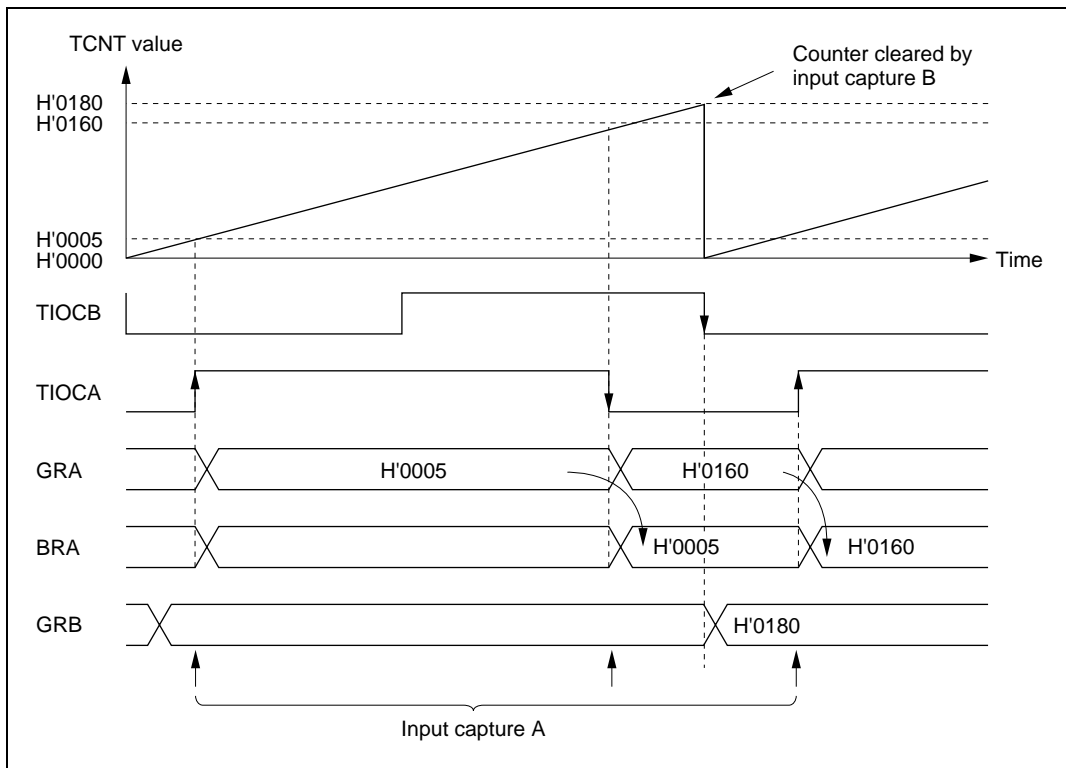 TCNT value
Counter cleared by
input capture B
H'0180
H'0160
H'0005
H'0000
Time
TIOCB
TIOCA
GRA
H'0005
H'0160
BRA
H'0005
H'0160
GRB
H'0180
Input capture A